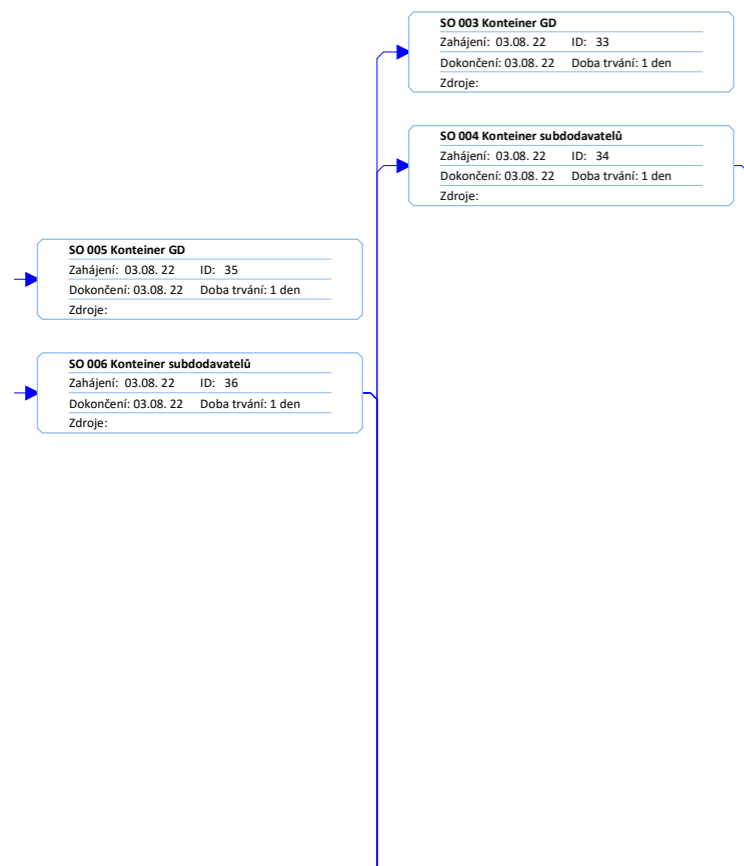 SO 003 Konteiner GD
Zahájení: 03.08. 22 ID: 33
Dokončení: 03.08. 22 Doba trvání: 1 den
Zdroje:
SO 004 Konteiner subdodavatelů
Zahájení: 03.08. 22 ID: 34
Dokončení: 03.08. 22 Doba trvání: 1 den
Zdroje:
SO 005 Konteiner GD
Zahájení: 03.08. 22 ID: 35
Dokončení: 03.08. 22 Doba trvání: 1 den
Zdroje:
SO 006 Konteiner subdodavatelů
Zahájení: 03.08. 22 ID: 36
Dokončení: 03.08. 22 Doba trvání: 1 den
Zdroje: